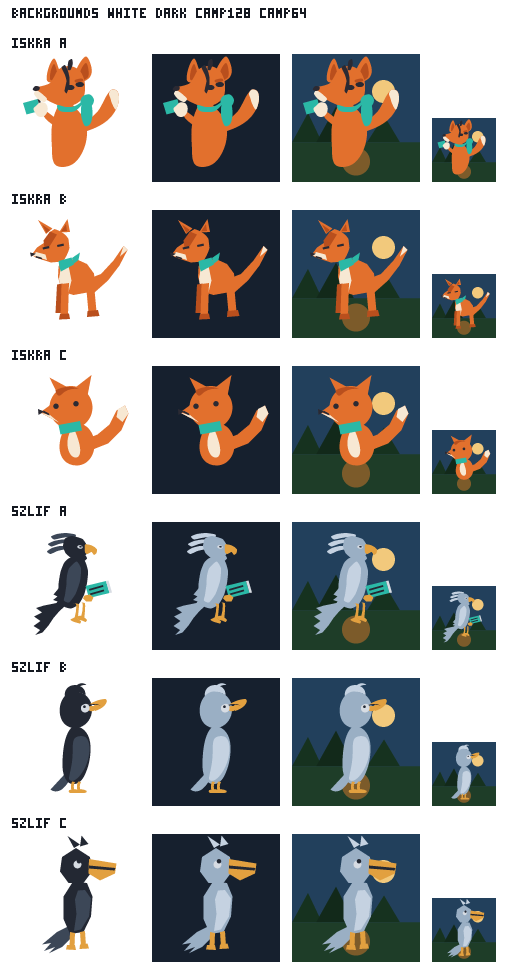 BACKGROUNDS WHITE DARK CAMP128 CAMP64
ISKRA A
ISKRA B
ISKRA C
SZLIF A
SZLIF B
SZLIF C